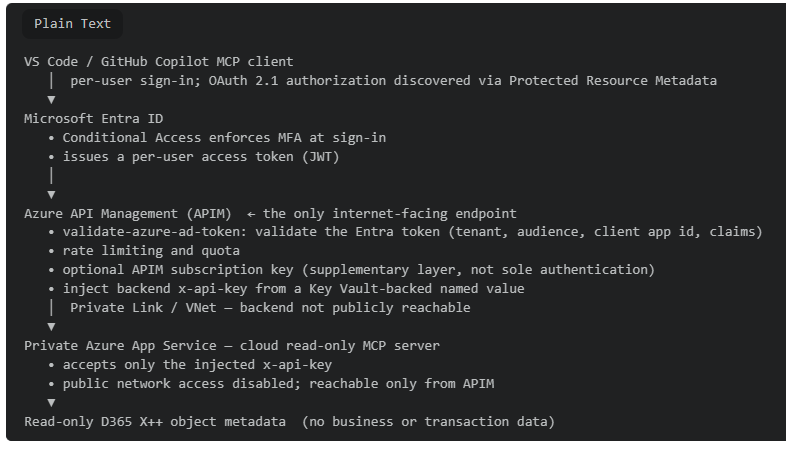 Plain Text
VS Code / GitHub Copilot MCP client
│ per-user sign-in; OAuth 2.1 authorization discovered via Protected Resource Metadata
▼
Microsoft Entra ID
• Conditional Access enforces MFA at sign-in
• issues a per-user access token (JWT)
│
▼
Azure API Management (APIM) ← the only internet-facing endpoint
• validate-azure-ad-token: validate the Entra token (tenant, audience, client app id, claims)
• rate limiting and quota
• optional APIM subscription key (supplementary layer, not sole authentication)
• inject backend x-api-key from a Key Vault-backed named value
│ Private Link / VNet — backend not publicly reachable
▼
Private Azure App Service — cloud read-only MCP server
• accepts only the injected x-api-key
• public network access disabled; reachable only from APIM
▼
Read-only D365 X++ object metadata (no business or transaction data)